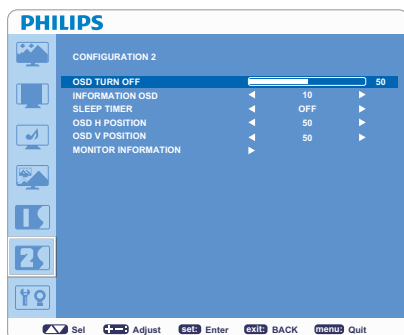 PHILIPS
CONFIGURATION 2
OSD TURN OFF 50
INFORMATION OSD 10
SLEEP TIMER OFF
OSD H POSITION 50
OSD V POSITION 50
MONITOR INFORMATION
Sel Adjust set: Enter exit: BACK menu: Quit